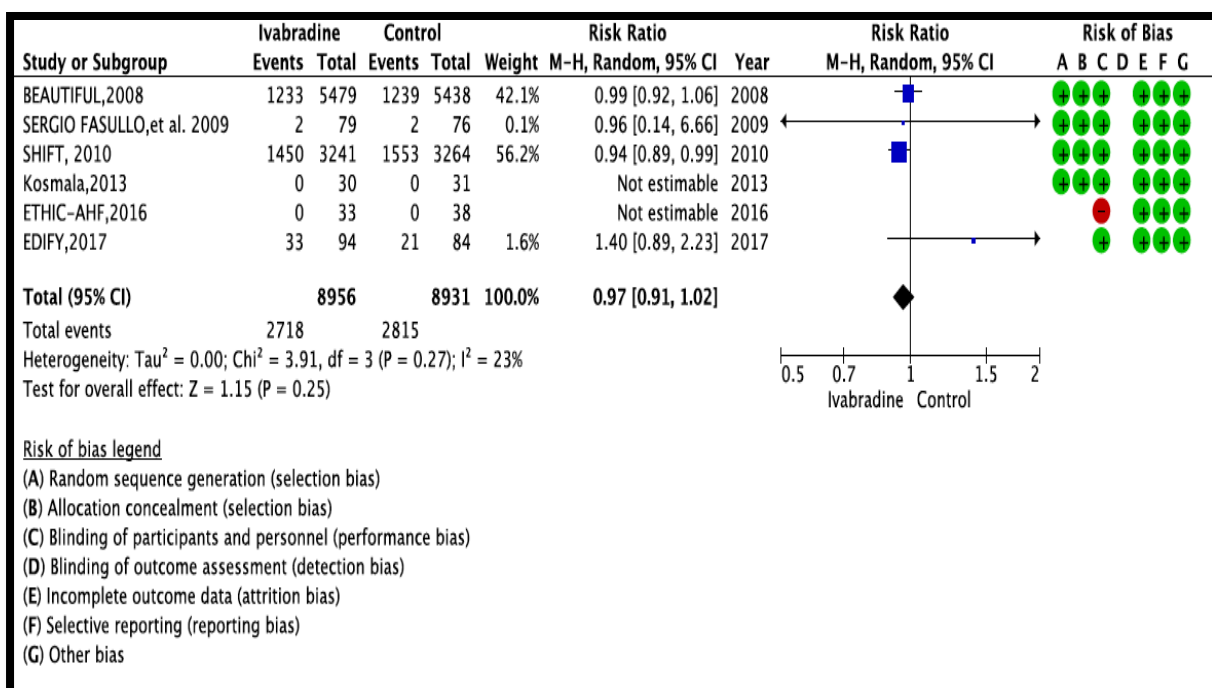 Ivabradine Control Risk Ratio Risk Ratio Risk of Bias
Study or Subgroup Events Total Events Total Weight M-H, Random, 95% CI Year M-H, Random, 95% CI A B C D E F G
BEAUTIFUL,2008 1233 5479 1239 5438 42.1% 0.99 [0.92, 1.06] 2008 + + + + + +
SERGIO FASULLO,et al. 2009 2 79 2 76 0.1% 0.96 [0.14, 6.66] 2009 + + + + + +
SHIFT, 2010 1450 3241 1553 3264 56.2% 0.94 [0.89, 0.99] 2010 + + + + + +
Kosmala,2013 0 30 0 31 Not estimable 2013 + + + + + +
ETHIC-AHF,2016 0 33 0 38 Not estimable 2016 - + + +
EDIFY,2017 33 94 21 84 1.6% 1.40 [0.89, 2.23] 2017 + + + +
Total (95% CI) 8956 8931 100.0% 0.97 [0.91, 1.02]
Total events 2718 2815
Heterogeneity: Tau² = 0.00; Chi² = 3.91, df = 3 (P = 0.27); I² = 23%
Test for overall effect: Z = 1.15 (P = 0.25)
0.5 0.7 1 1.5 2
Ivabradine Control
Risk of bias legend
(A) Random sequence generation (selection bias)
(B) Allocation concealment (selection bias)
(C) Blinding of participants and personnel (performance bias)
(D) Blinding of outcome assessment (detection bias)
(E) Incomplete outcome data (attrition bias)
(F) Selective reporting (reporting bias)
(G) Other bias